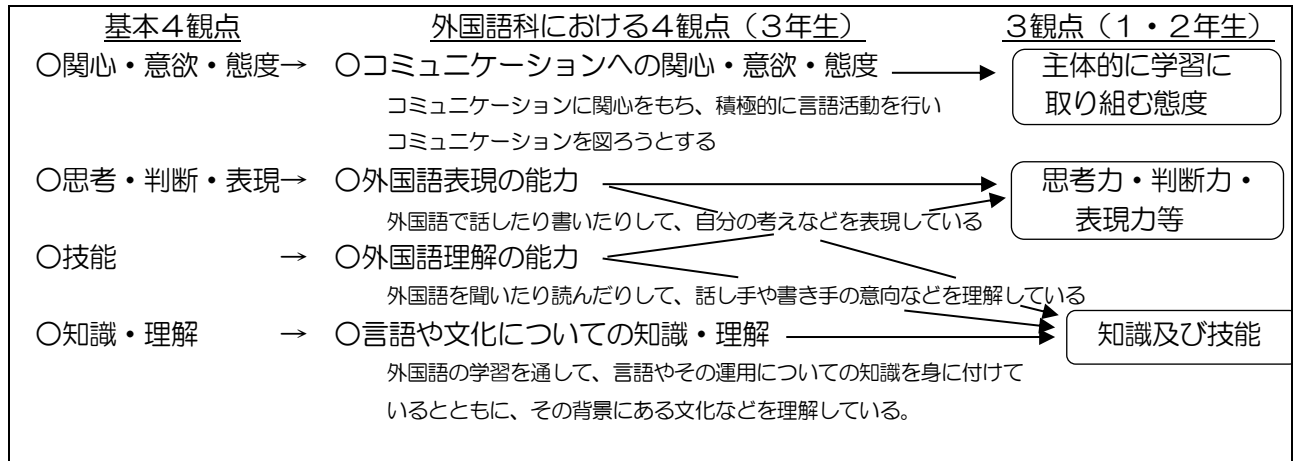 基本４観点 外国語科における４観点（３年生） ３観点（１・２年生）
〇関心・意欲・態度→ 〇コミュニケーションへの関心・意欲・態度 主体的に学習に
コミュニケーションに関心をもち、積極的に言語活動を行い 取り組む態度
コミュニケーションを図ろうとする
〇思考・判断・表現→ 〇外国語表現の能力 思考力・判断力・
外国語で話したり書いたりして、自分の考えなどを表現している 表現力等
〇技能 → 〇外国語理解の能力
外国語を聞いたり読んだりして、話し手や書き手の意向などを理解している
〇知識・理解 → 〇言語や文化についての知識・理解 知識及び技能
外国語の学習を通して、言語やその運用についての知識を身に付けて
いるとともに、その背景にある文化などを理解している。